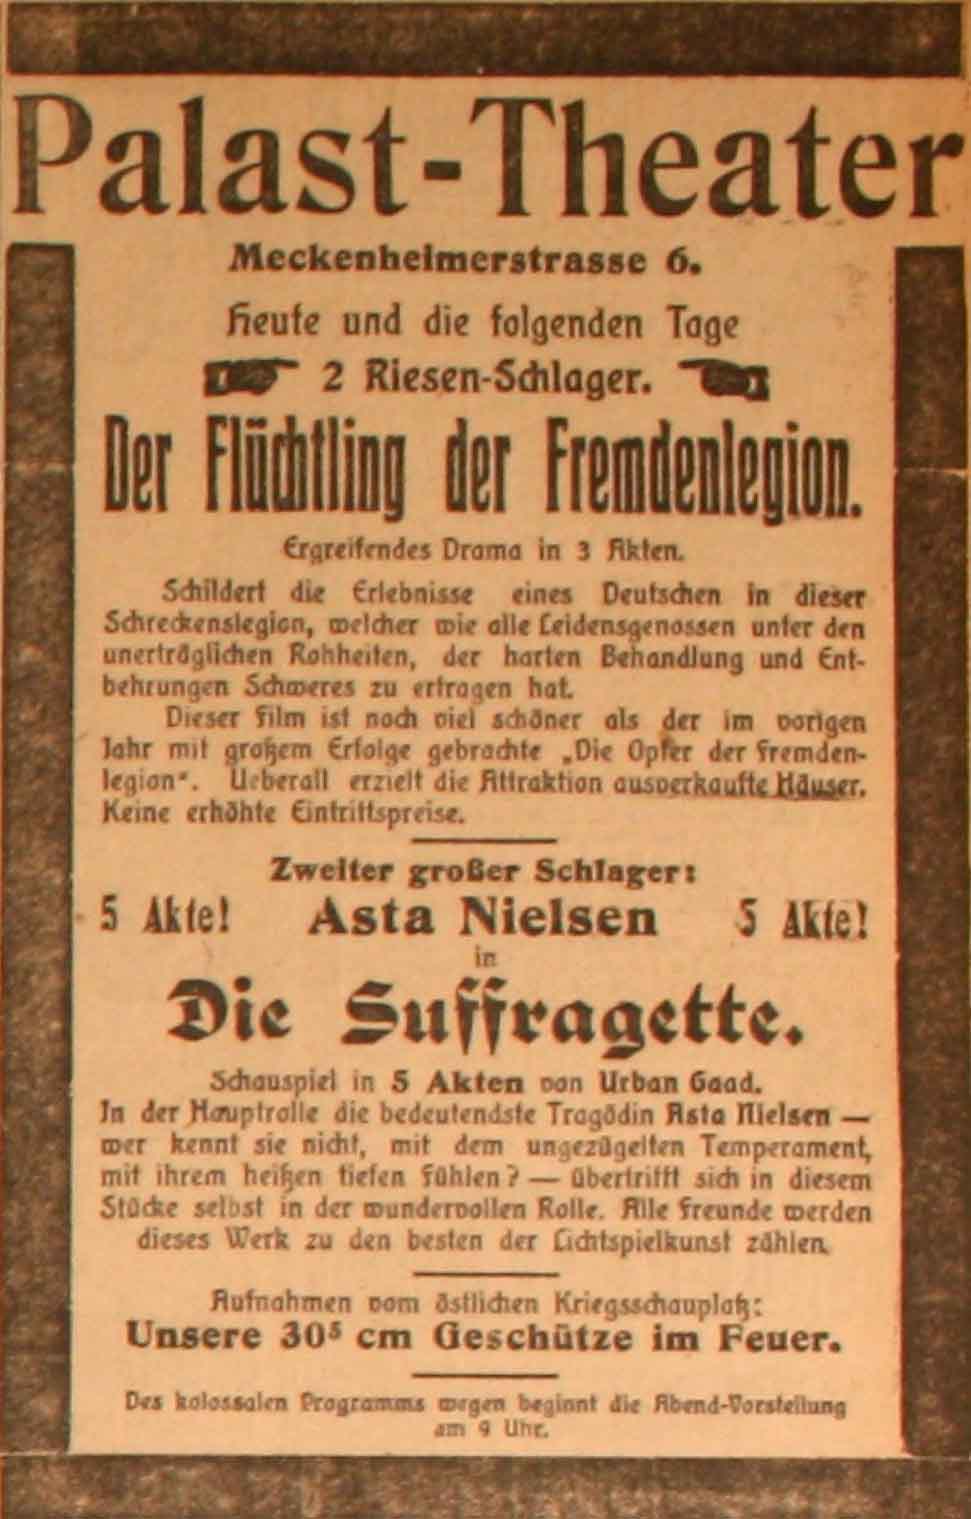 Palast-Theater
Meckenheimerstrasse 6.
Heute und die folgenden Tage
2 Riesen-Schlager.
Der Flüchtling der Fremdenlegion.
Ergreifendes Drama in 3 Akten.
Schildert die Erlebnisse eines Deutschen in dieser
Schreckenslegion, welcher wie alle Leidensgenossen unter den
unerträglichen Rohheiten, der harten Behandlung und Ent-
behrungen Schweres zu ertragen hat.
Dieser Film ist noch viel schöner als der im vorigen
Jahr mit großem Erfolge gebrachte „Die Opfer der Fremden-
legion“. Ueberall erzielt die Attraktion ausverkaufte Häuser.
Keine erhöhte Eintrittspreise.
Zweiter großer Schlager:
5 Akte! Asta Nielsen 5 Akte!
in
Die Suffragette.
Schauspiel in 5 Akten von Urban Gaad.
In der Hauptrolle die bedeutendste Tragödin Asta Nielsen —
wer kennt sie nicht, mit dem ungezügelten Temperament,
mit ihrem heißen tiefen Fühlen? — übertrifft sich in diesem
Stücke selbst in der wundervollen Rolle. Alle Freunde werden
dieses Werk zu den besten der Lichtspielkunst zählen.
Aufnahmen vom östlichen Kriegsschauplatz:
Unsere 30⁵ cm Geschütze im Feuer.
Des kolossalen Programms wegen beginnt die Abend-Vorstellung
am 9 Uhr.